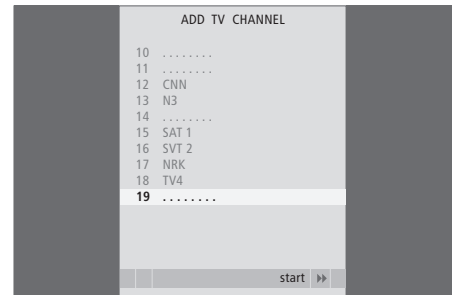 ADD TV CHANNEL
10 ........
11 ........
12 CNN
13 N3
14 ........
15 SAT 1
16 SVT 2
17 NRK
18 TV4
19 ........
start